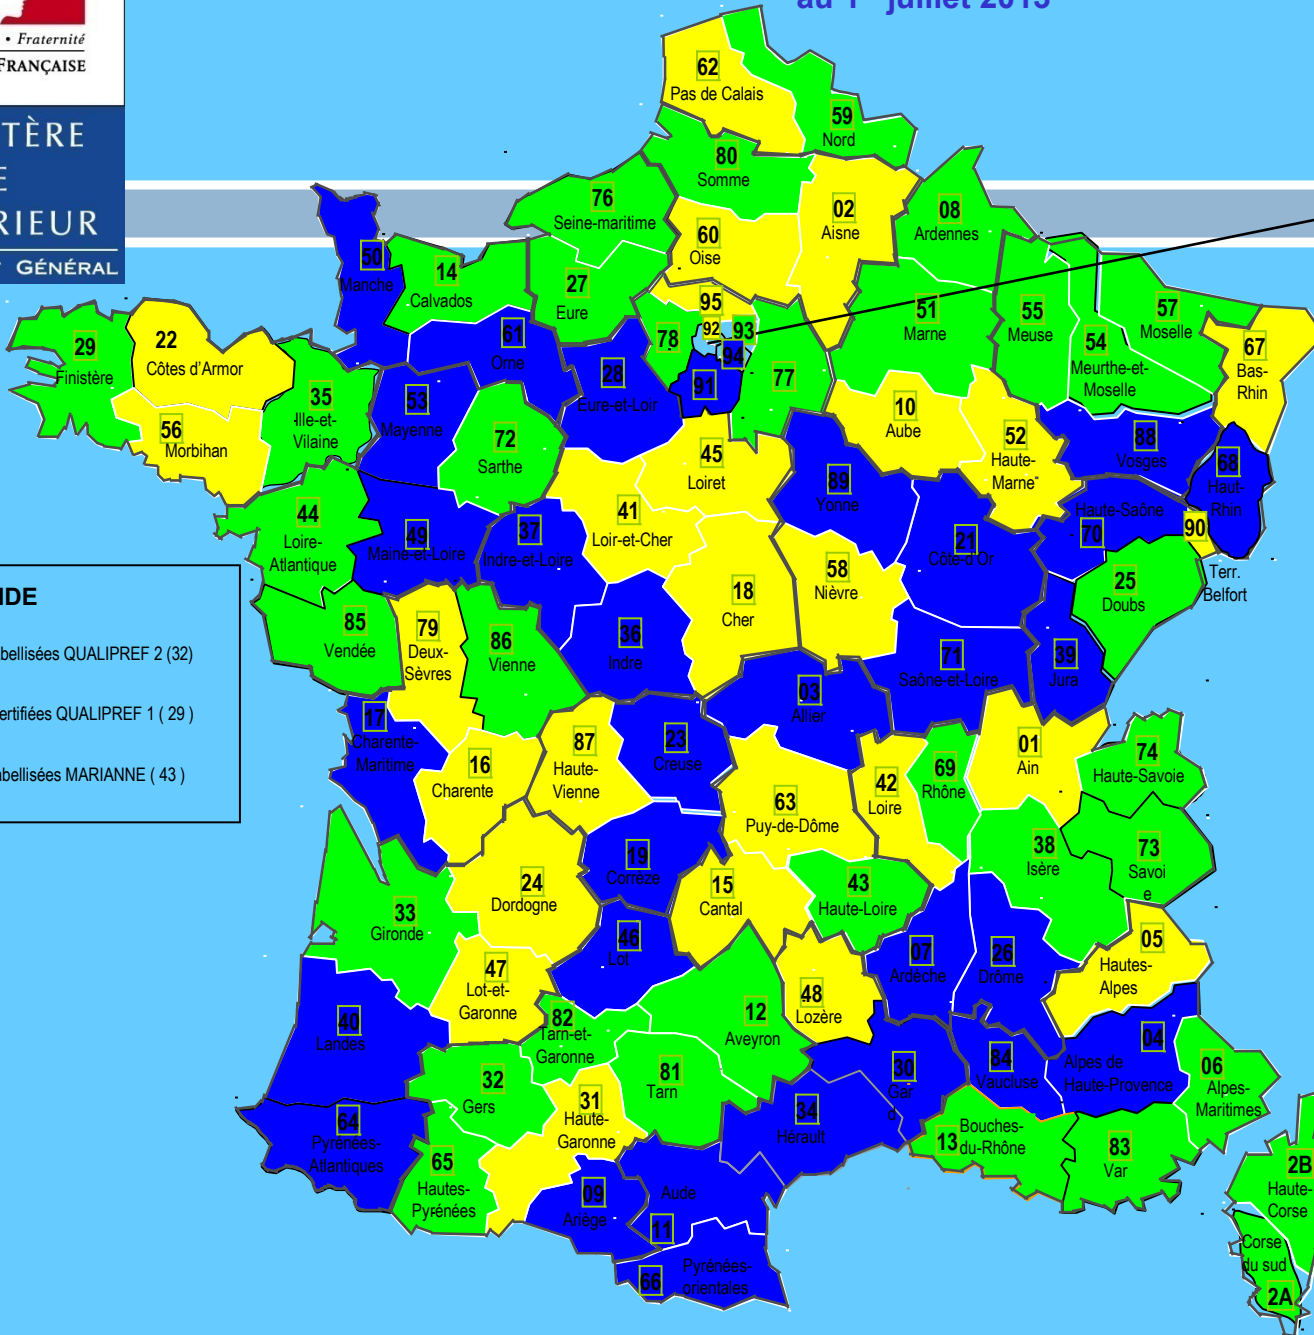 au 1er juillet 2013
• Fraternité
FRANÇAISE
TÈRE
E
RIEUR
GÉNÉRAL
62
Pas de Calais
59
Nord
80
Somme
76
Seine-maritime
02
Aisne
08
Ardennes
60
Oise
50
Manche
14
Calvados
27
Eure
95
92
93
94
78
91
77
51
Marne
55
Meuse
54
Meurthe-et-
Moselle
57
Moselle
67
Bas-
Rhin
29
Finistère
22
Côtes d'Armor
61
Orne
28
Eure-et-Loir
35
Ille-et-
Vilaine
53
Mayenne
56
Morbihan
72
Sarthe
10
Aube
52
Haute-
Marne
88
Vosges
68
Haut-
Rhin
45
Loiret
89
Yonne
41
Loir-et-Cher
44
Loire-
Atlantique
49
Maine-et-Loire
37
Indre-et-Loire
21
Côte-d'Or
Haute-Saône
70
90
Terr.
Belfort
25
Doubs
58
Nièvre
18
Cher
NDE
bellisées QUALIPREF 2 (32)
ertifiées QUALIPREF 1 ( 29 )
abellisées MARIANNE ( 43 )
85
Vendée
79
Deux-
Sèvres
86
Vienne
36
Indre
71
Saône-et-Loire
39
Jura
03
Allier
17
Charente-
Maritime
16
Charente
87
Haute-
Vienne
23
Creuse
63
Puy-de-Dôme
42
Loire
69
Rhône
01
Ain
74
Haute-Savoie
73
Savoi
e
38
Isère
19
Corrèze
24
Dordogne
15
Cantal
43
Haute-Loire
33
Gironde
46
Lot
07
Ardèche
26
Drôme
05
Hautes-
Alpes
47
Lot-et-
Garonne
48
Lozère
12
Aveyron
82
Tarn-et-
Garonne
40
Landes
32
Gers
81
Tarn
31
Haute-
Garonne
30
Gar
d
84
Vaucluse
04
Alpes de
Haute-Provence
06
Alpes-
Maritimes
34
Hérault
13
Bouches-
du-Rhône
83
Var
64
Pyrénées-
Atlantiques
65
Hautes-
Pyrénées
09
Ariège
Aude
11
66
Pyrénées-
orientales
2B
Haute-
Corse
Corse
du sud
2A